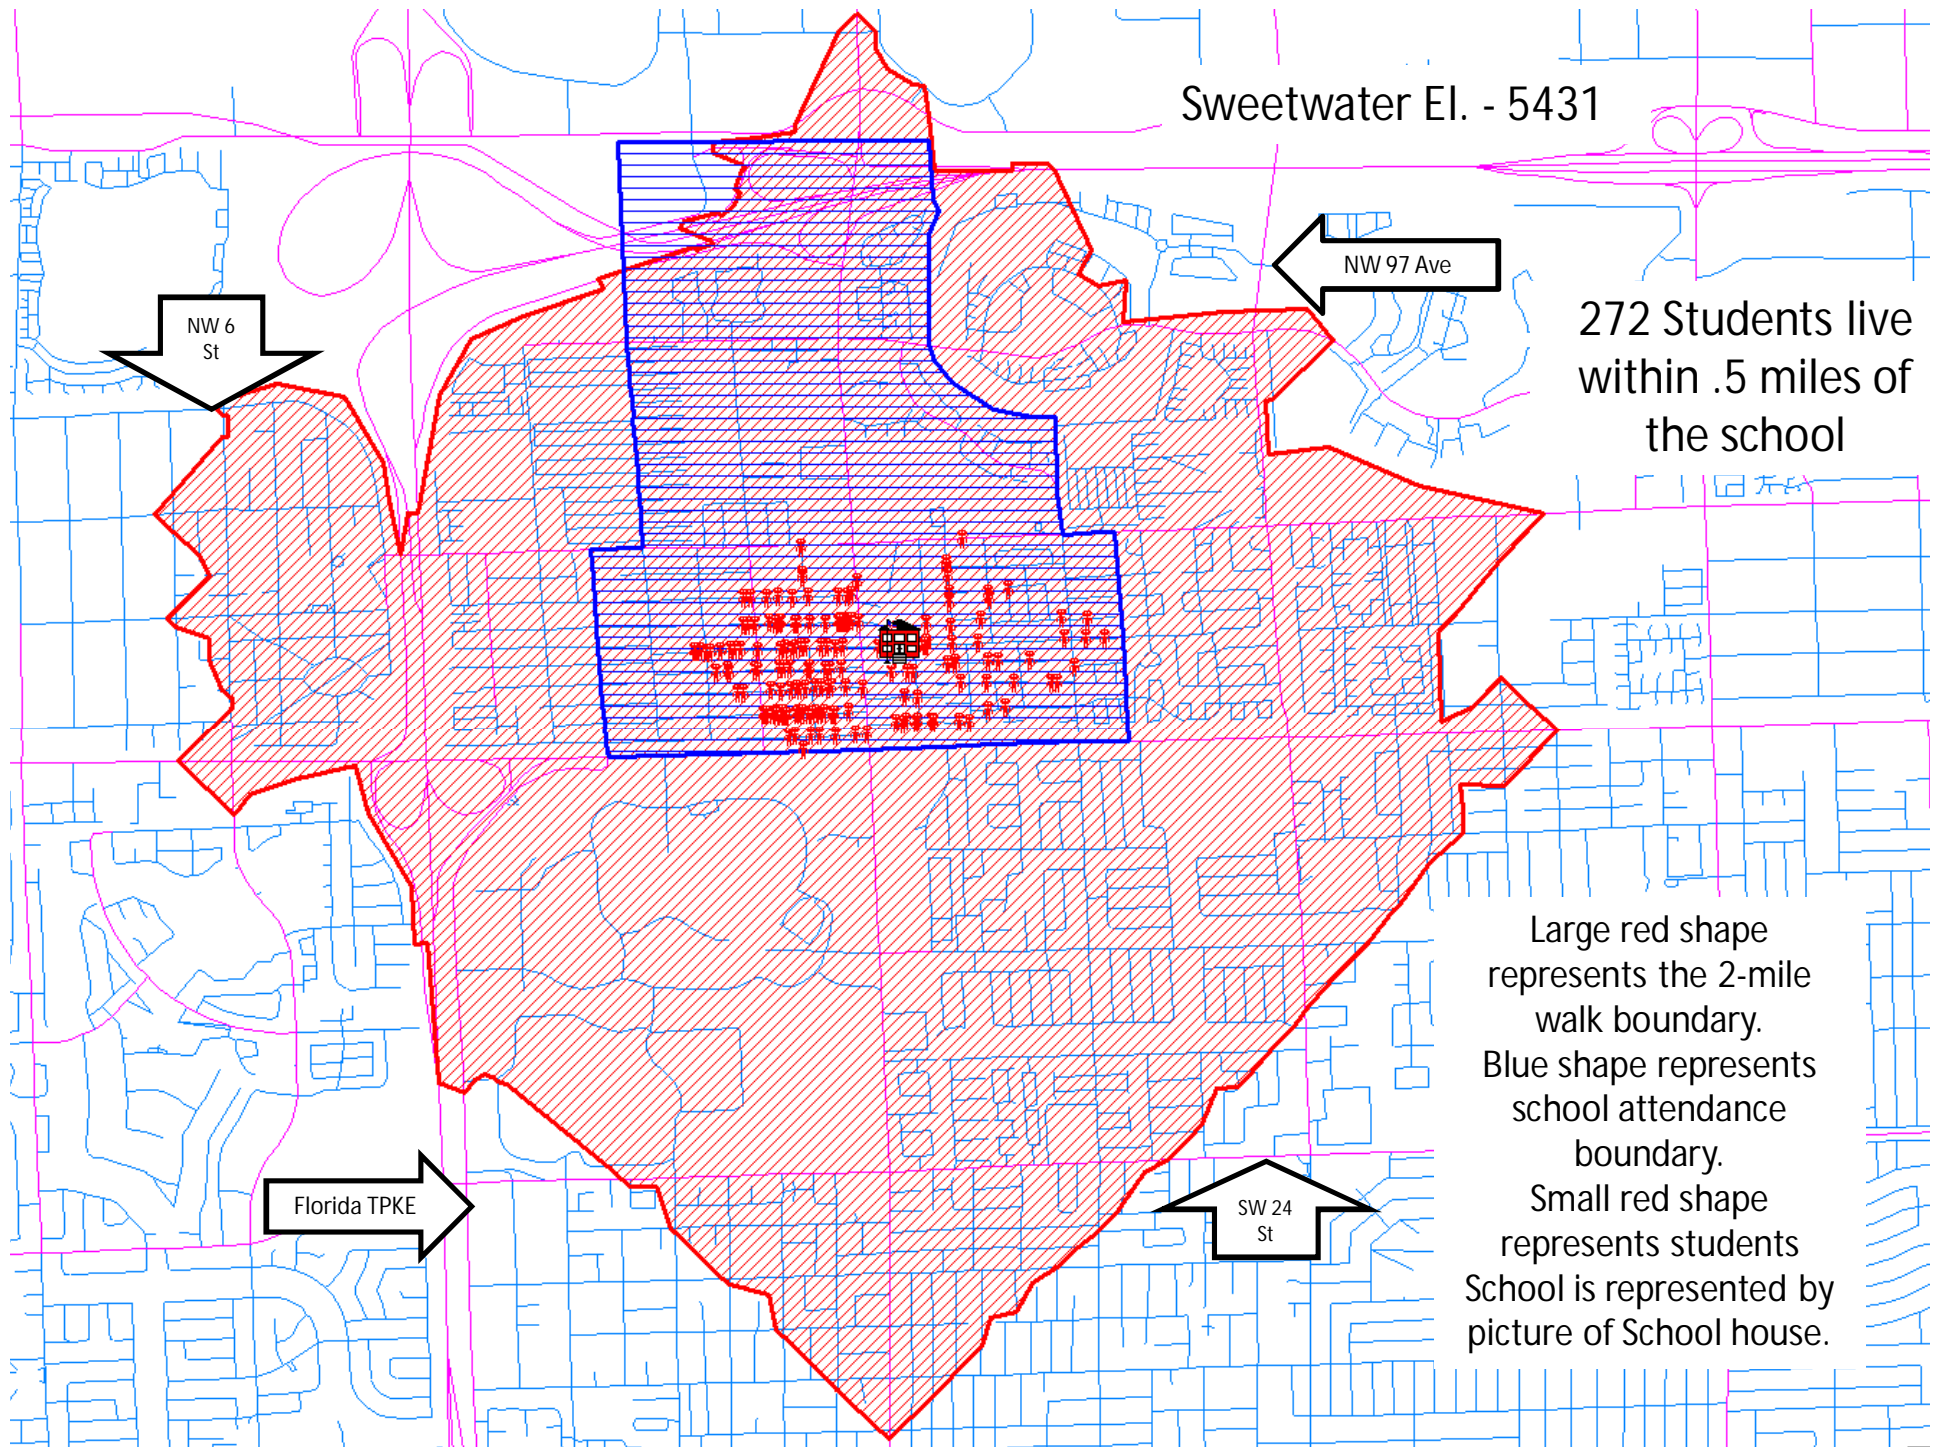 Sweetwater El. - 5431
NW 97 Ave
NW 6
St
272 Students live
within .5 miles of
the school
Large red shape
represents the 2-mile
walk boundary.
Blue shape represents
school attendance
boundary.
Small red shape
represents students
School is represented by
picture of School house.
Florida TPKE
SW 24
St